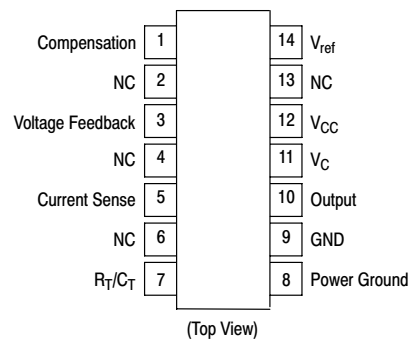 Compensation 1 14 Vref
NC 2 13 NC
Voltage Feedback 3 12 VCC
NC 4 11 VC
Current Sense 5 10 Output
NC 6 9 GND
RT/CT 7 8 Power Ground
(Top View)